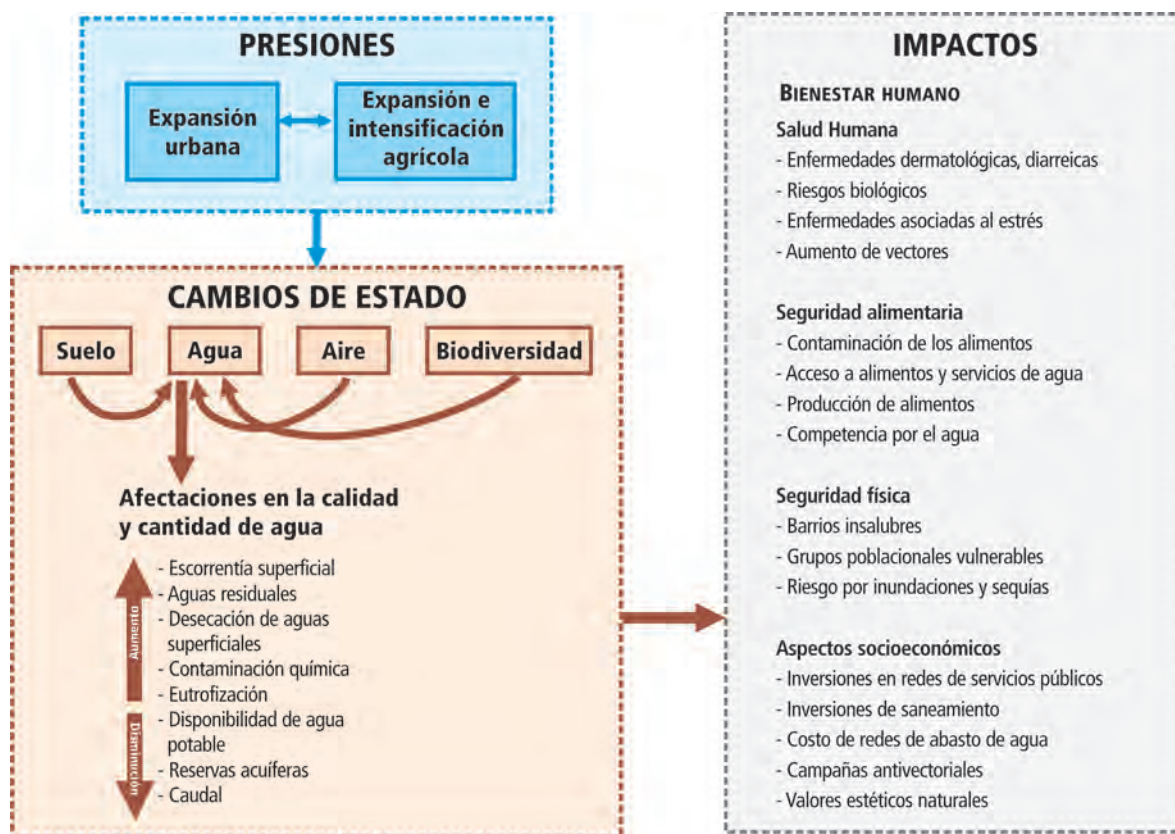 PRESIONES
Expansión
urbana
Expansión e
intensificación
agrícola
CAMBIOS DE ESTADO
Suelo
Agua
Aire
Biodiversidad
Afectaciones en la calidad
y cantidad de agua
Aumento
- Escorrentía superficial
- Aguas residuales
- Desecación de aguas
superficiales
- Contaminación química
- Eutrofización
Disminución
- Disponibilidad de agua
potable
- Reservas acuíferas
- Caudal
IMPACTOS
BIENESTAR HUMANO
Salud Humana
- Enfermedades dermatológicas, diarreicas
- Riesgos biológicos
- Enfermedades asociadas al estrés
- Aumento de vectores
Seguridad alimentaria
- Contaminación de los alimentos
- Acceso a alimentos y servicios de agua
- Producción de alimentos
- Competencia por el agua
Seguridad física
- Barrios insalubres
- Grupos poblacionales vulnerables
- Riesgo por inundaciones y sequías
Aspectos socioeconómicos
- Inversiones en redes de servicios públicos
- Inversiones de saneamiento
- Costo de redes de abasto de agua
- Campañas antivectoriales
- Valores estéticos naturales